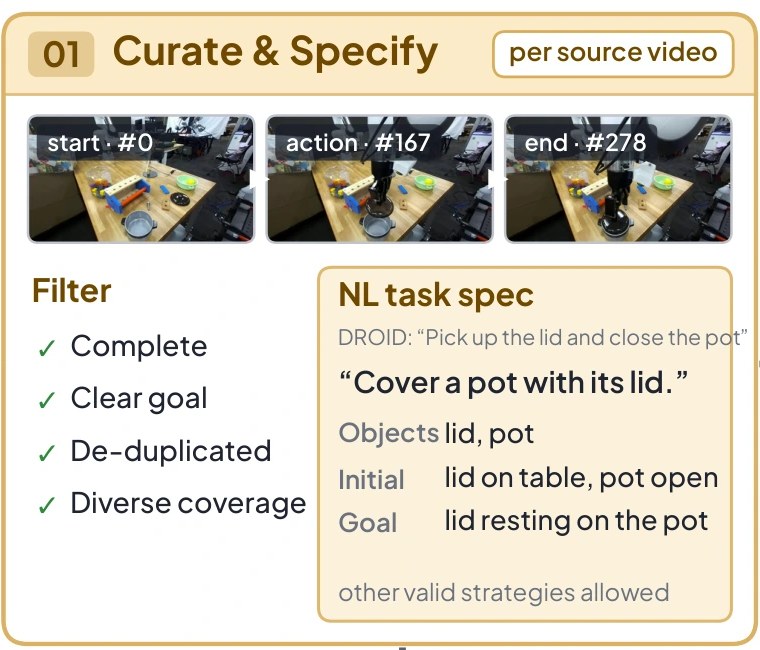 01 Curate & Specify per source video
start · #0 action · #167 end · #278
Filter
✓ Complete
✓ Clear goal
✓ De-duplicated
✓ Diverse coverage
NL task spec
DROID: “Pick up the lid and close the pot”
“Cover a pot with its lid.”
Objects lid, pot
Initial lid on table, pot open
Goal lid resting on the pot
other valid strategies allowed